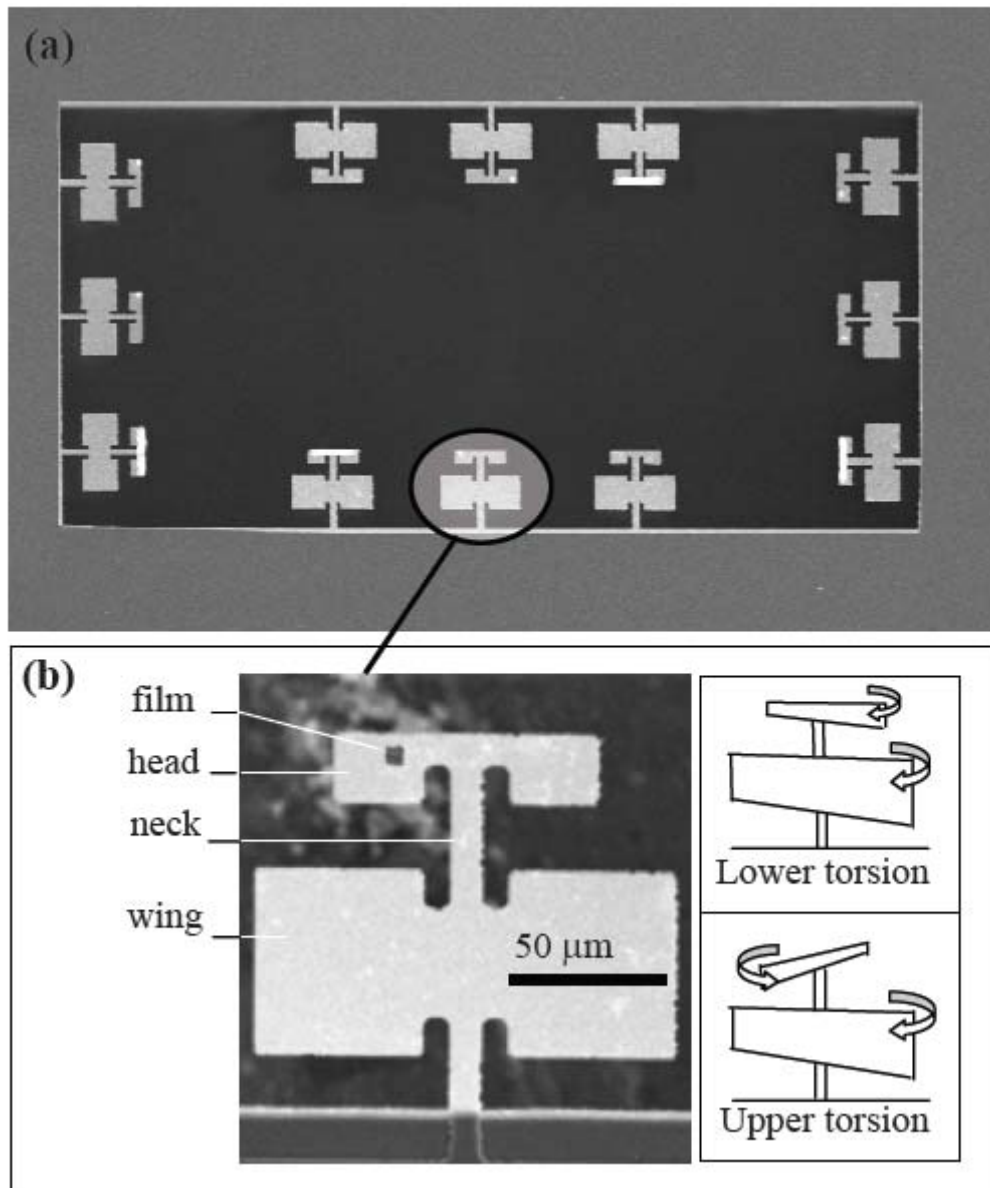 (a)
(b)
film
head
neck
wing
50 μm
Lower torsion
Upper torsion